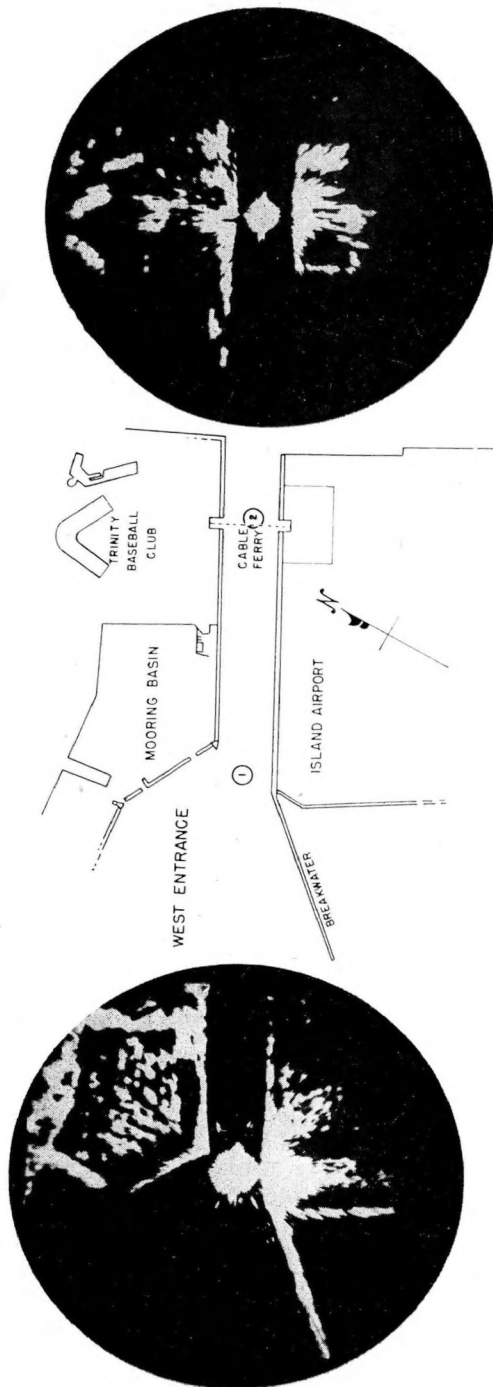 TRINITY
BASEBALL
CLUB
CABLE
FERRY
2
MOORING BASIN
N
1
ISLAND AIRPORT
WEST ENTRANCE
BREAKWATER